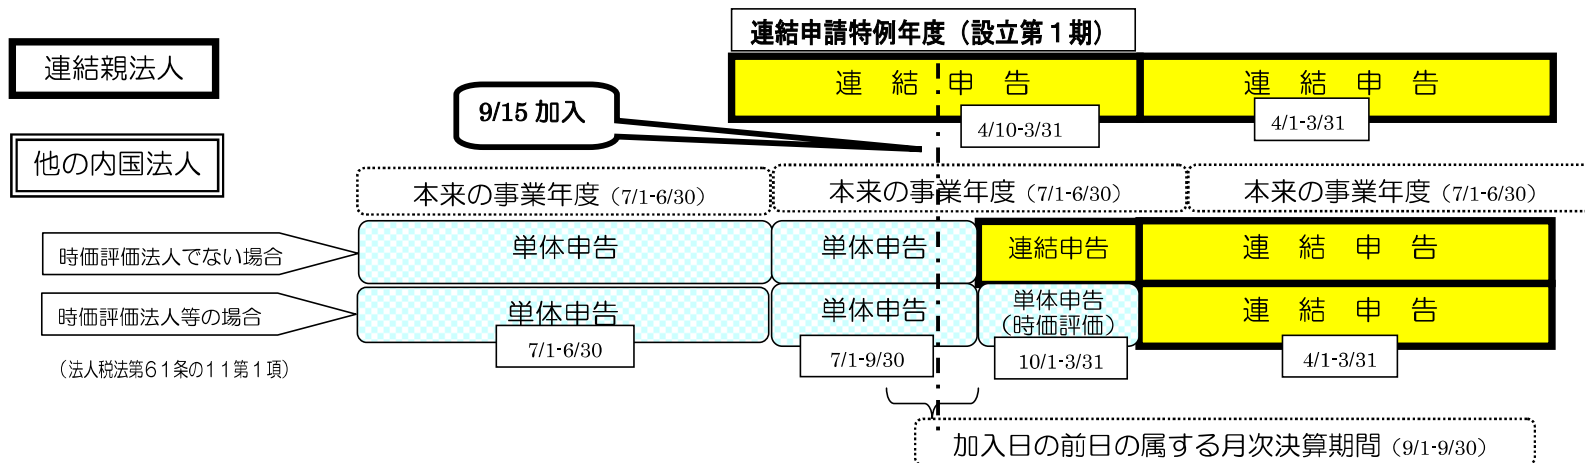 連結申請特例年度（設立第１期）
連結親法人
連　結　申　告
連　結　申　告
9/15 加入
4/10-3/31
4/1-3/31
他の内国法人
本来の事業年度（7/1-6/30）
本来の事業年度（7/1-6/30）
本来の事業年度（7/1-6/30）
時価評価法人でない場合
単体申告
単体申告
連結申告
連　結　申　告
時価評価法人等の場合
単体申告
単体申告
単体申告
（時価評価）
連　結　申　告
7/1-6/30
7/1-9/30
10/1-3/31
4/1-3/31
（法人税法第６１条の１１第１項）
加入日の前日の属する月次決算期間（9/1-9/30）